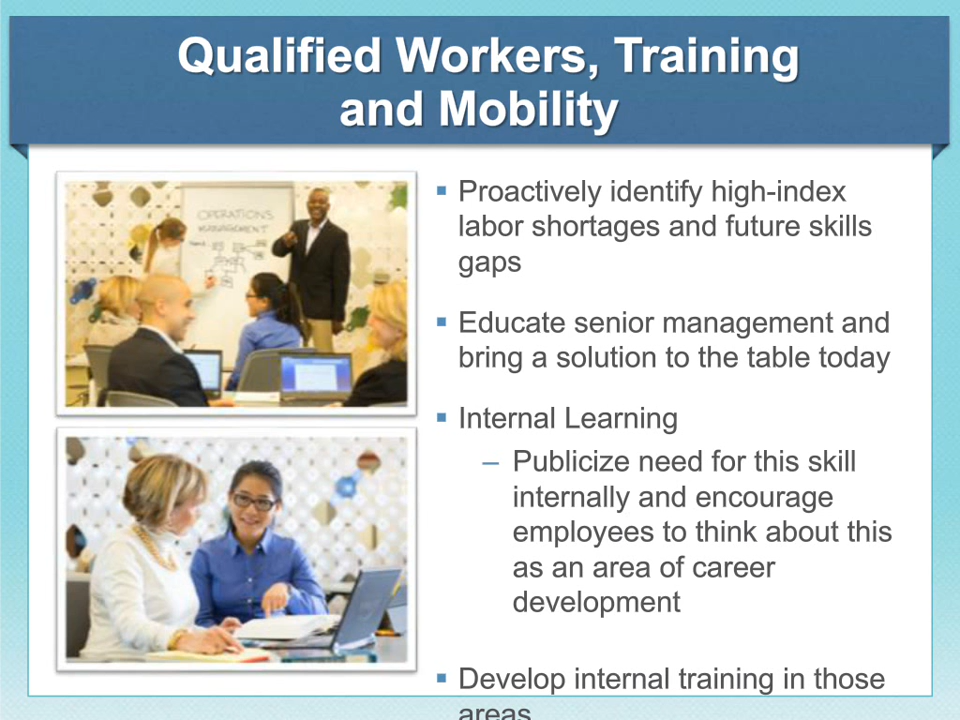 Qualified Workers, Training
and Mobility
OPERATIONS
MANAGEMENT
▪ Proactively identify high-index
labor shortages and future skills
gaps
▪ Educate senior management and
bring a solution to the table today
▪ Internal Learning
– Publicize need for this skill
internally and encourage
employees to think about this
as an area of career
development
▪ Develop internal training in those
areas